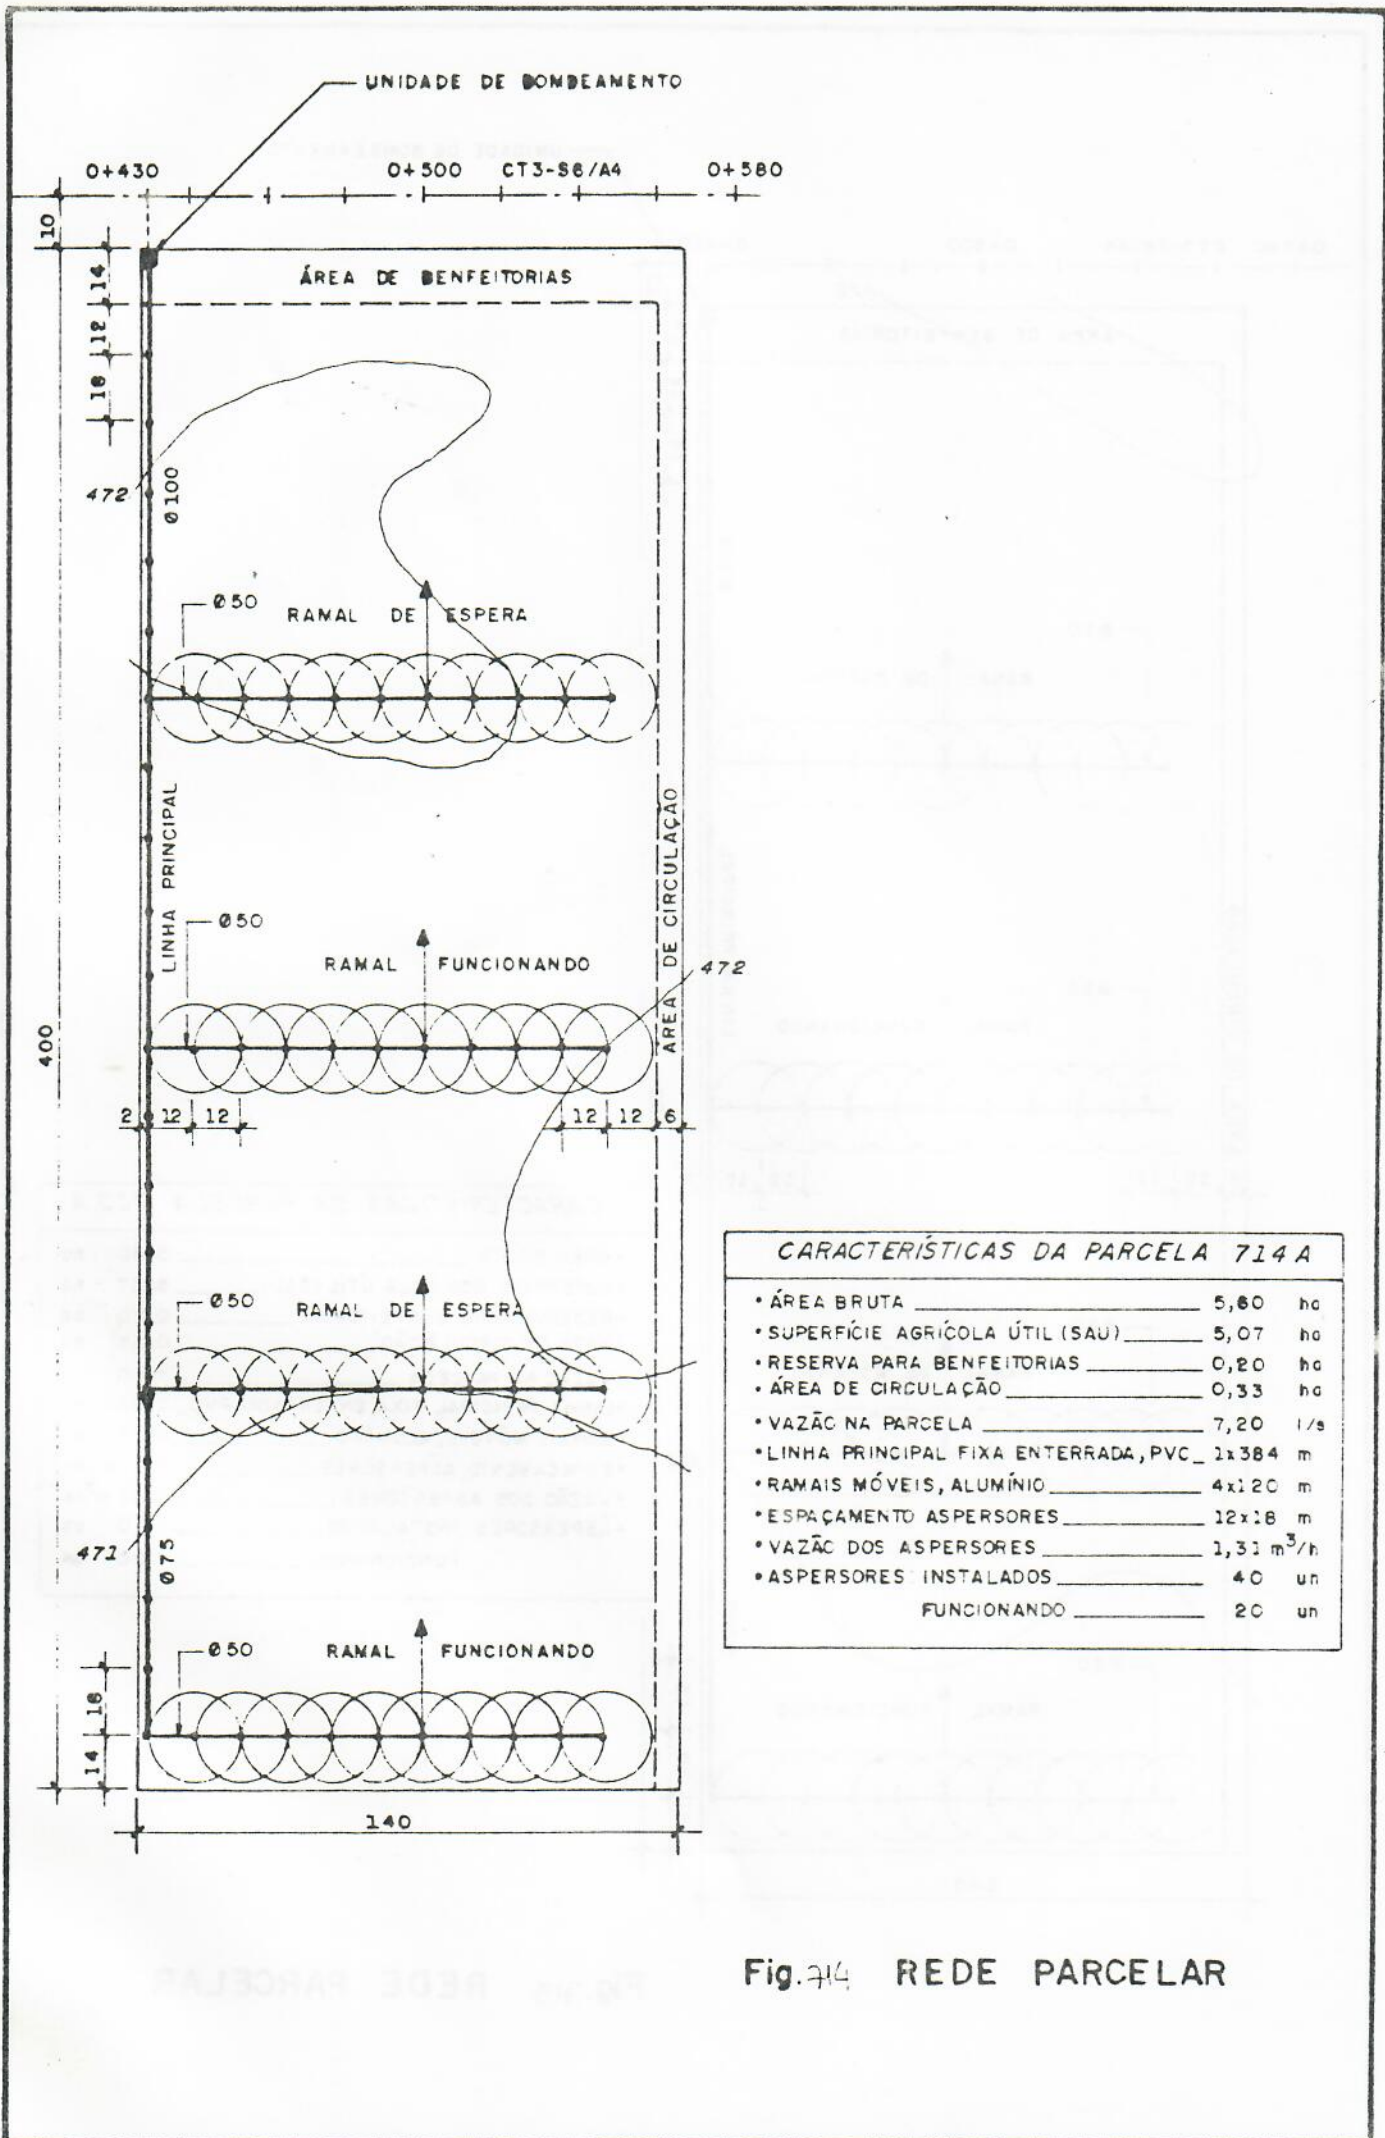 UNIDADE DE BOMBEAMENTO
0+430 0+500 CT3-S6/A4 0+580
10
14
ÁREA DE BENFEITORIAS
12
18
472
Ø100
Ø50 RAMAL DE ESPERA
LINHA PRINCIPAL
ÁREA DE CIRCULAÇÃO
Ø50
RAMAL FUNCIONANDO
472
400
2 12 12 12 12 6
Ø50 RAMAL DE ESPERA
471
Ø75
Ø50 RAMAL FUNCIONANDO
18
14
140
CARACTERÍSTICAS DA PARCELA 714 A
• ÁREA BRUTA 5,60 ha
• SUPERFÍCIE AGRÍCOLA ÚTIL (SAU) 5,07 ha
• RESERVA PARA BENFEITORIAS 0,20 ha
• ÁREA DE CIRCULAÇÃO 0,33 ha
• VAZÃO NA PARCELA 7,20 l/s
• LINHA PRINCIPAL FIXA ENTERRADA, PVC 1x384 m
• RAMAIS MÓVEIS, ALUMÍNIO 4x120 m
• ESPAÇAMENTO ASPERSORES 12x18 m
• VAZÃO DOS ASPERSORES 1,31 m³/h
• ASPERSORES INSTALADOS 40 un
FUNCIONANDO 20 un
Fig. 714 REDE PARCELAR